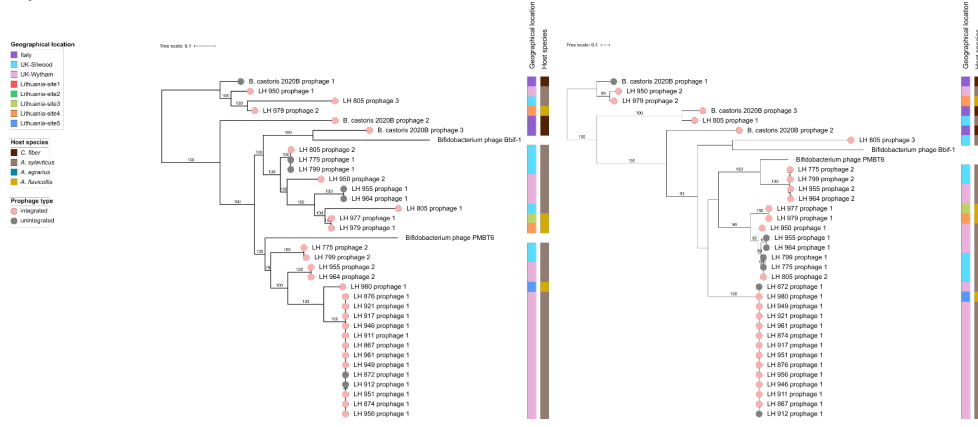 Geographical location
Italy
UK-Silwood
UK-Wytham
Lithuania-site1
Lithuania-site2
Lithuania-site3
Lithuania-site4
Lithuania-site5
Host species
C. fiber
A. sylvaticus
A. agrarius
A. flavicollis
Prophage type
integrated
unintegrated
Tree scale: 0.1
Geographical location
Host species
B. castoris 2020B prophage 1
LH 950 prophage 1
LH 805 prophage 3
LH 979 prophage 2
B. castoris 2020B prophage 2
B. castoris 2020B prophage 3
Bifidobacterium phage Bbif-1
LH 805 prophage 2
LH 775 prophage 1
LH 799 prophage 1
LH 950 prophage 2
LH 955 prophage 1
LH 964 prophage 1
LH 805 prophage 1
LH 977 prophage 1
LH 979 prophage 1
Bifidobacterium phage PMBT6
LH 775 prophage 2
LH 799 prophage 2
LH 955 prophage 2
LH 964 prophage 2
LH 980 prophage 1
LH 876 prophage 1
LH 921 prophage 1
LH 917 prophage 1
LH 946 prophage 1
LH 911 prophage 1
LH 867 prophage 1
LH 961 prophage 1
LH 949 prophage 1
LH 872 prophage 1
LH 912 prophage 1
LH 951 prophage 1
LH 874 prophage 1
LH 956 prophage 1
Tree scale: 0.1
Geographical location
Host species
B. castoris 2020B prophage 1
LH 950 prophage 2
LH 979 prophage 2
B. castoris 2020B prophage 3
LH 805 prophage 1
B. castoris 2020B prophage 2
LH 805 prophage 3
Bifidobacterium phage Bbif-1
Bifidobacterium phage PMBT6
LH 775 prophage 2
LH 799 prophage 2
LH 955 prophage 2
LH 964 prophage 2
LH 977 prophage 1
LH 979 prophage 1
LH 950 prophage 1
LH 955 prophage 1
LH 964 prophage 1
LH 799 prophage 1
LH 775 prophage 1
LH 805 prophage 2
LH 872 prophage 1
LH 980 prophage 1
LH 949 prophage 1
LH 921 prophage 1
LH 961 prophage 1
LH 874 prophage 1
LH 917 prophage 1
LH 951 prophage 1
LH 876 prophage 1
LH 956 prophage 1
LH 946 prophage 1
LH 911 prophage 1
LH 867 prophage 1
LH 912 prophage 1